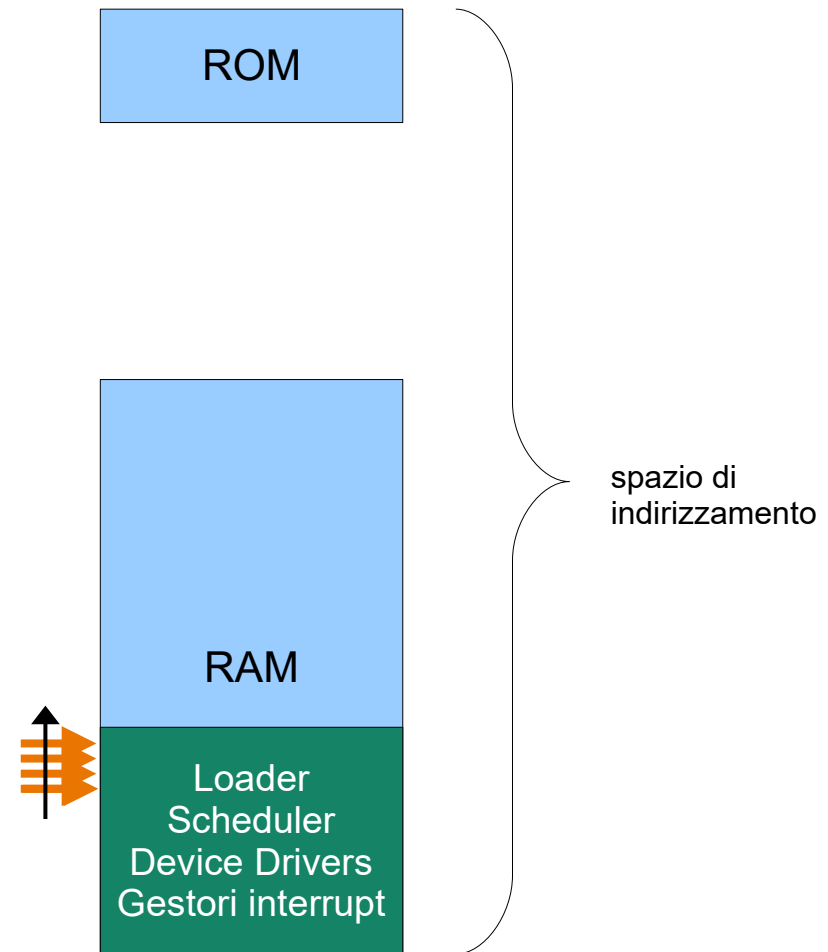 ROM
spazio di
indirizzamento
RAM
Loader
Scheduler
Device Drivers
Gestori interrupt